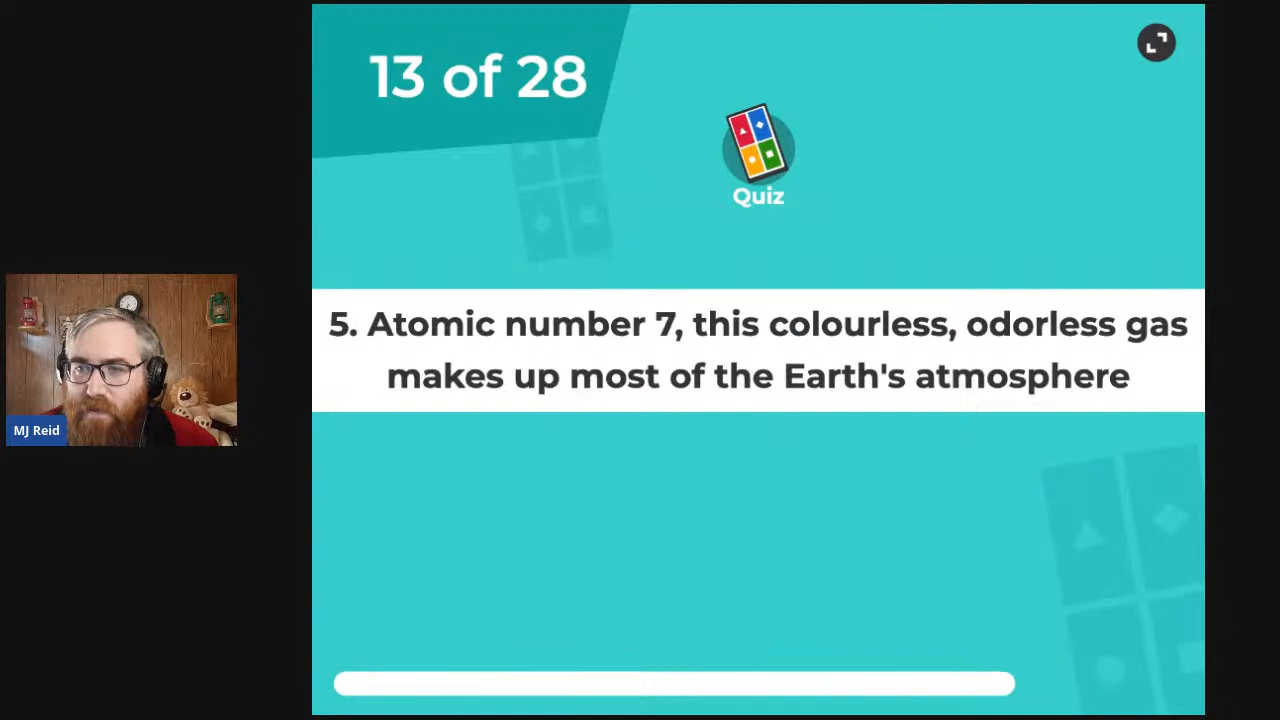 13 of 28
Quiz
5. Atomic number 7, this colourless, odorless gas
makes up most of the Earth's atmosphere
MJ Reid